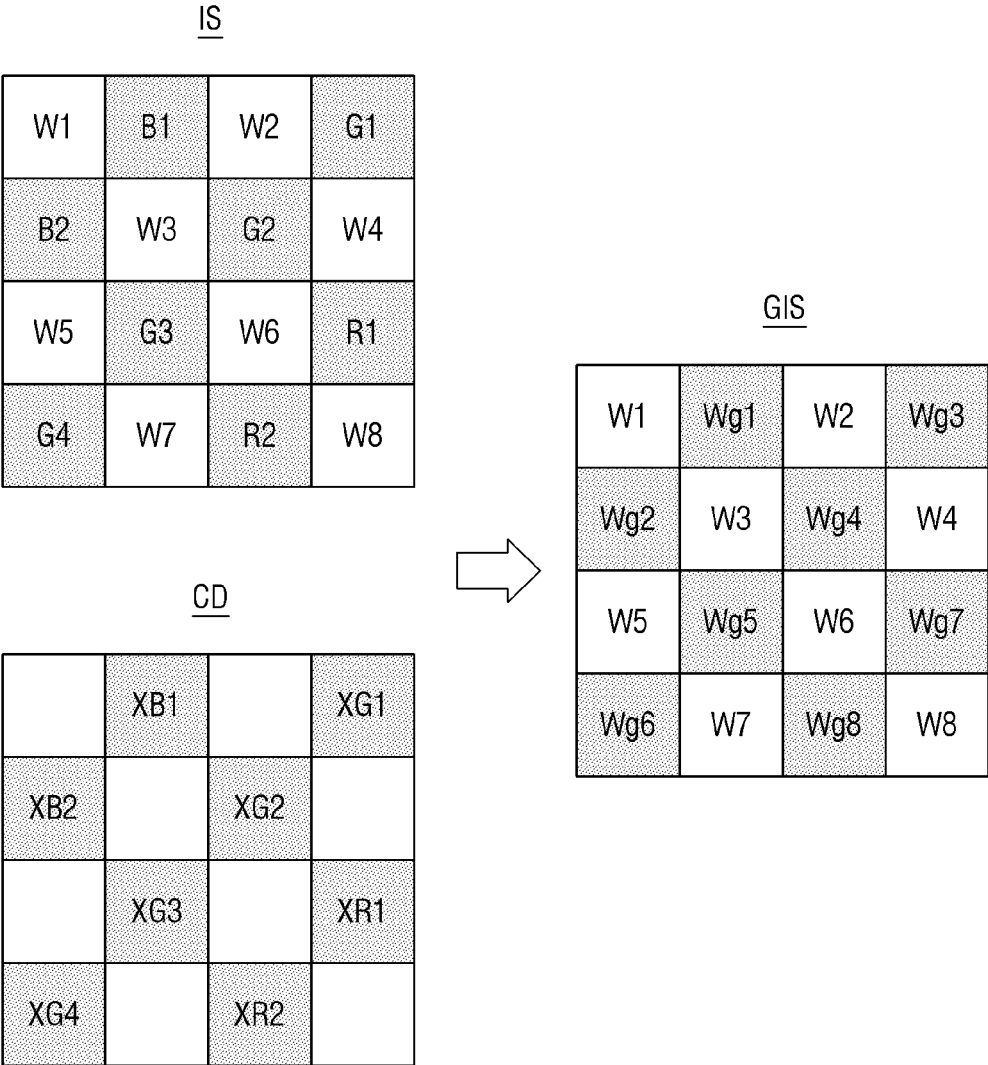 IS
W1 B1 W2 G1
B2 W3 G2 W4
W5 G3 W6 R1
G4 W7 R2 W8
CD
XB1 XG1
XB2 XG2
XG3 XR1
XG4 XR2
GIS
W1 Wg1 W2 Wg3
Wg2 W3 Wg4 W4
W5 Wg5 W6 Wg7
Wg6 W7 Wg8 W8